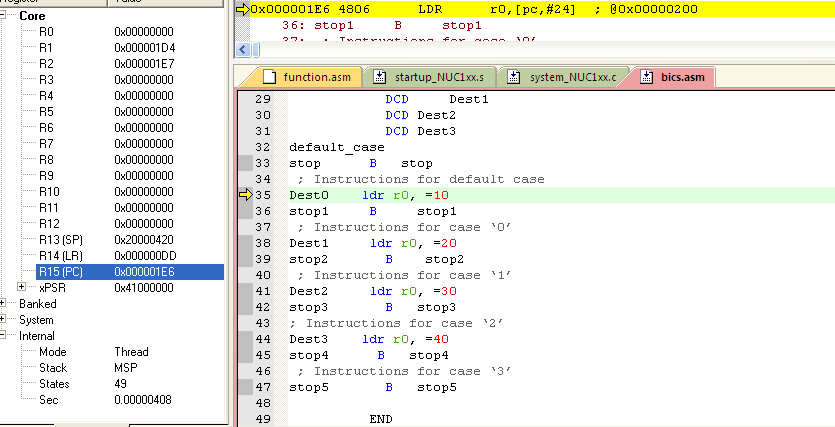 Register Value
Core
R0 0x00000000
R1 0x000001D4
R2 0x000001E7
R3 0x00000000
R4 0x00000000
R5 0x00000000
R6 0x00000000
R7 0x00000000
R8 0x00000000
R9 0x00000000
R10 0x00000000
R11 0x00000000
R12 0x00000000
R13 (SP) 0x20000420
R14 (LR) 0x000000DD
R15 (PC) 0x000001E6
xPSR 0x41000000
Banked
System
Internal
Mode Thread
Stack MSP
States 49
Sec 0.00000408
0x000001E6 4806 LDR r0,[pc,#24] ; @0x00000200
36: stop1 B stop1
37: ; Instructions for case ‘0’
function.asm startup_NUC1xx.s system_NUC1xx.c bics.asm
29 DCD Dest1
30 DCD Dest2
31 DCD Dest3
32 default_case
33 stop B stop
34 ; Instructions for default case
35 Dest0 ldr r0, =10
36 stop1 B stop1
37 ; Instructions for case ‘0’
38 Dest1 ldr r0, =20
39 stop2 B stop2
40 ; Instructions for case ‘1’
41 Dest2 ldr r0, =30
42 stop3 B stop3
43 ; Instructions for case ‘2’
44 Dest3 ldr r0, =40
45 stop4 B stop4
46 ; Instructions for case ‘3’
47 stop5 B stop5
48
49 END